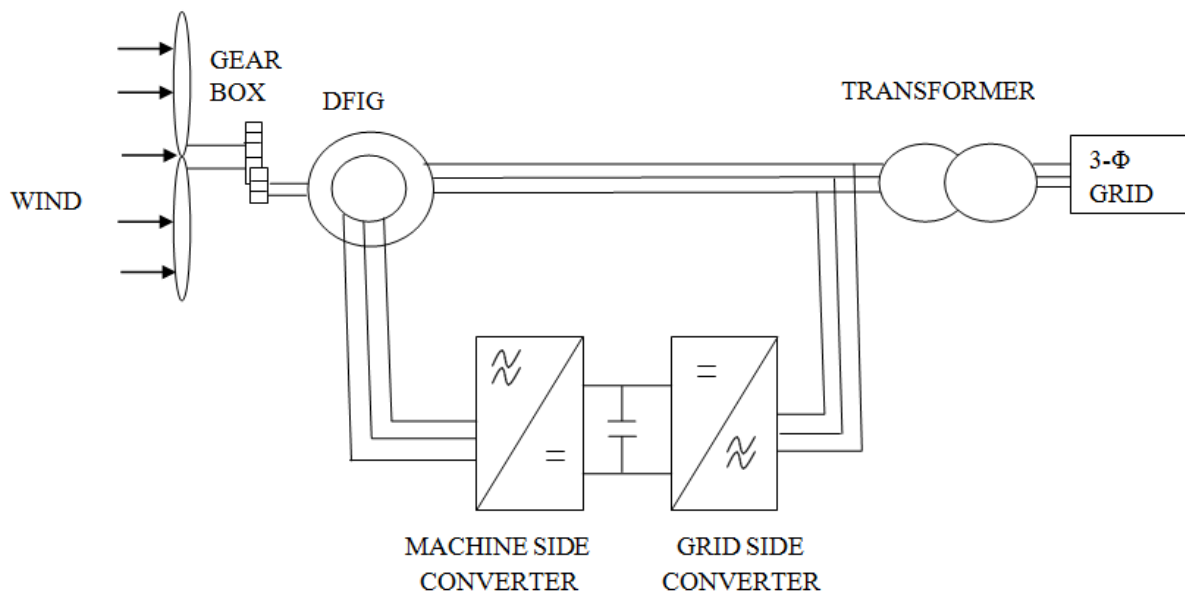 GEAR
BOX
DFIG
TRANSFORMER
3-Φ
GRID
WIND
MACHINE SIDE
CONVERTER
GRID SIDE
CONVERTER